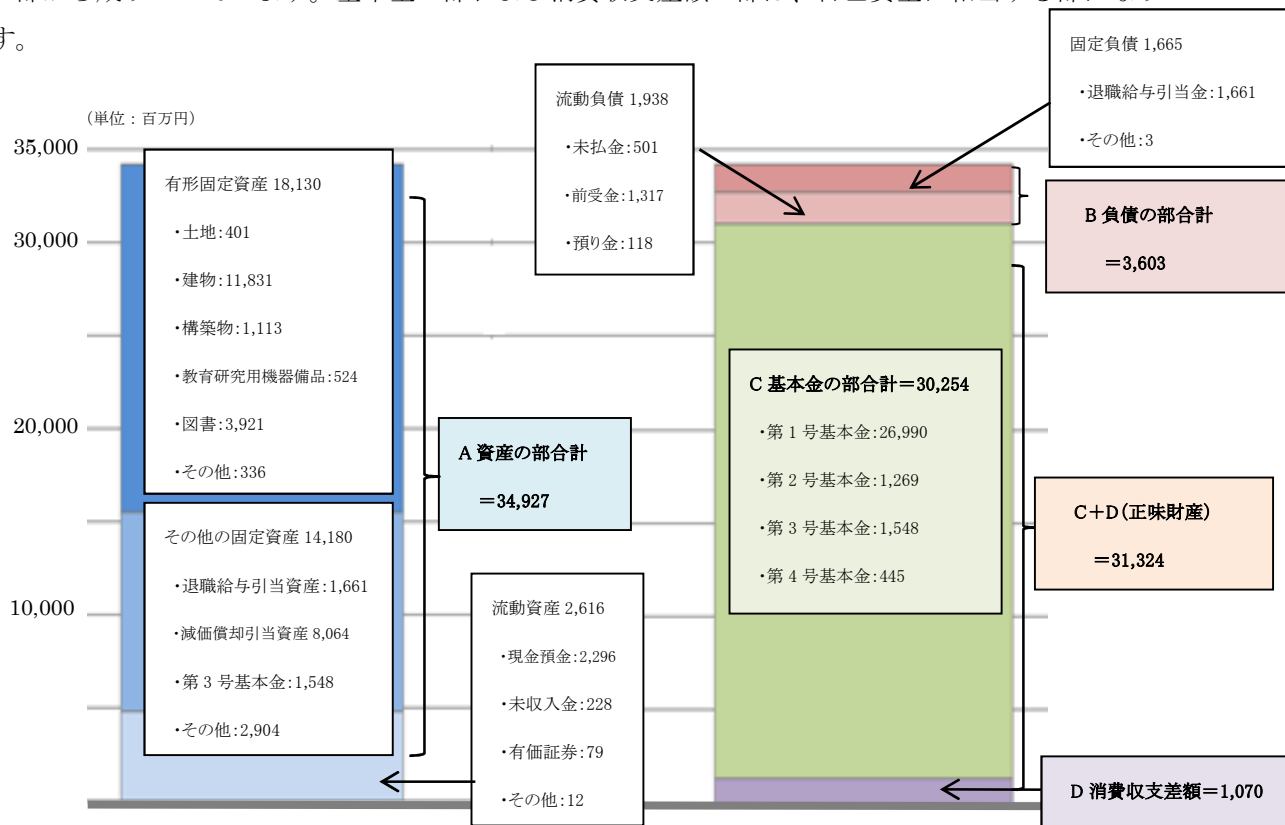 す。
(単位：百万円)
35,000
30,000
20,000
10,000
有形固定資産 18,130
・土地:401
・建物:11,831
・構築物:1,113
・教育研究用機器備品:524
・図書:3,921
・その他:336
その他の固定資産 14,180
・退職給与引当資産:1,661
・減価償却引当資産 8,064
・第 3 号基本金:1,548
・その他:2,904
A 資産の部合計
＝34,927
流動資産 2,616
・現金預金:2,296
・未収入金:228
・有価証券:79
・その他:12
流動負債 1,938
・未払金:501
・前受金:1,317
・預り金:118
固定負債 1,665
・退職給与引当金:1,661
・その他:3
B 負債の部合計
＝3,603
C 基本金の部合計＝30,254
・第 1 号基本金:26,990
・第 2 号基本金:1,269
・第 3 号基本金:1,548
・第 4 号基本金:445
C＋D（正味財産）
＝31,324
D 消費収支差額＝1,070